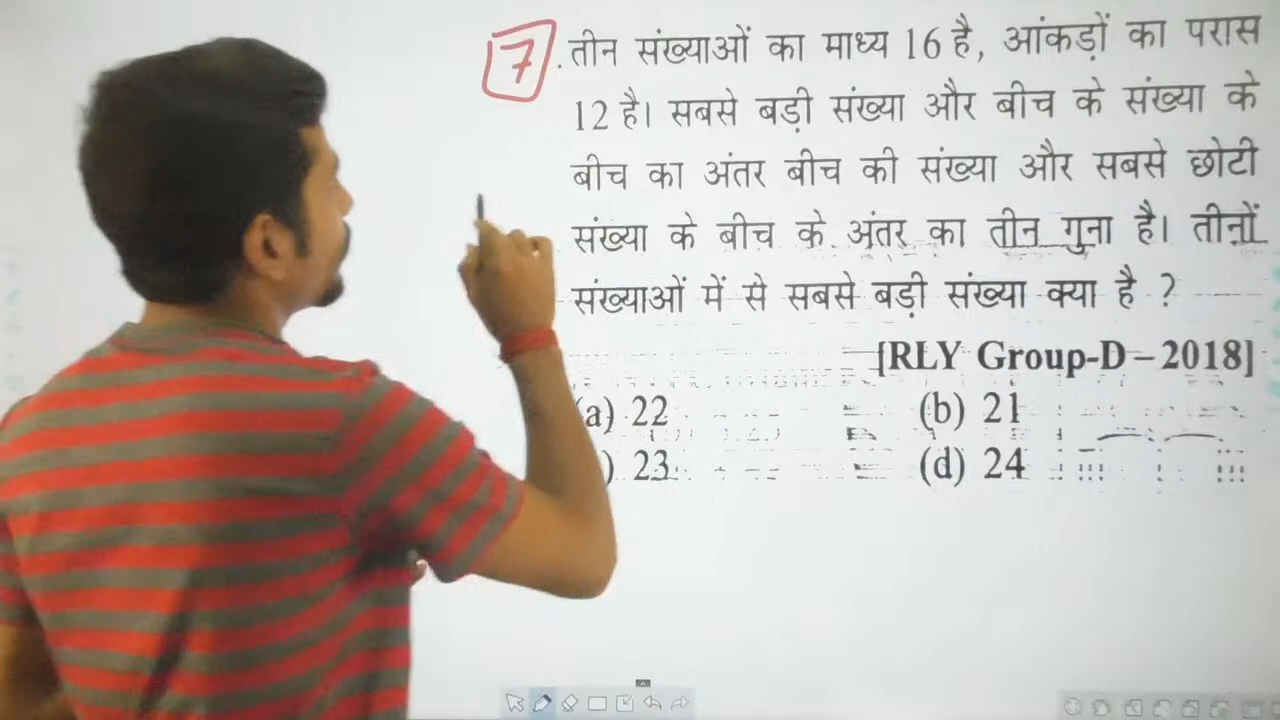 7 . तीन संख्याओं का माध्य 16 है, आंकड़ों का परास
12 है। सबसे बड़ी संख्या और बीच के संख्या के
बीच का अंतर बीच की संख्या और सबसे छोटी
संख्या के बीच के अंतर का तीन गुना है। तीनों
संख्याओं में से सबसे बड़ी संख्या क्या है ?
[RLY Group-D – 2018]
(a) 22 (b) 21
) 23 (d) 24